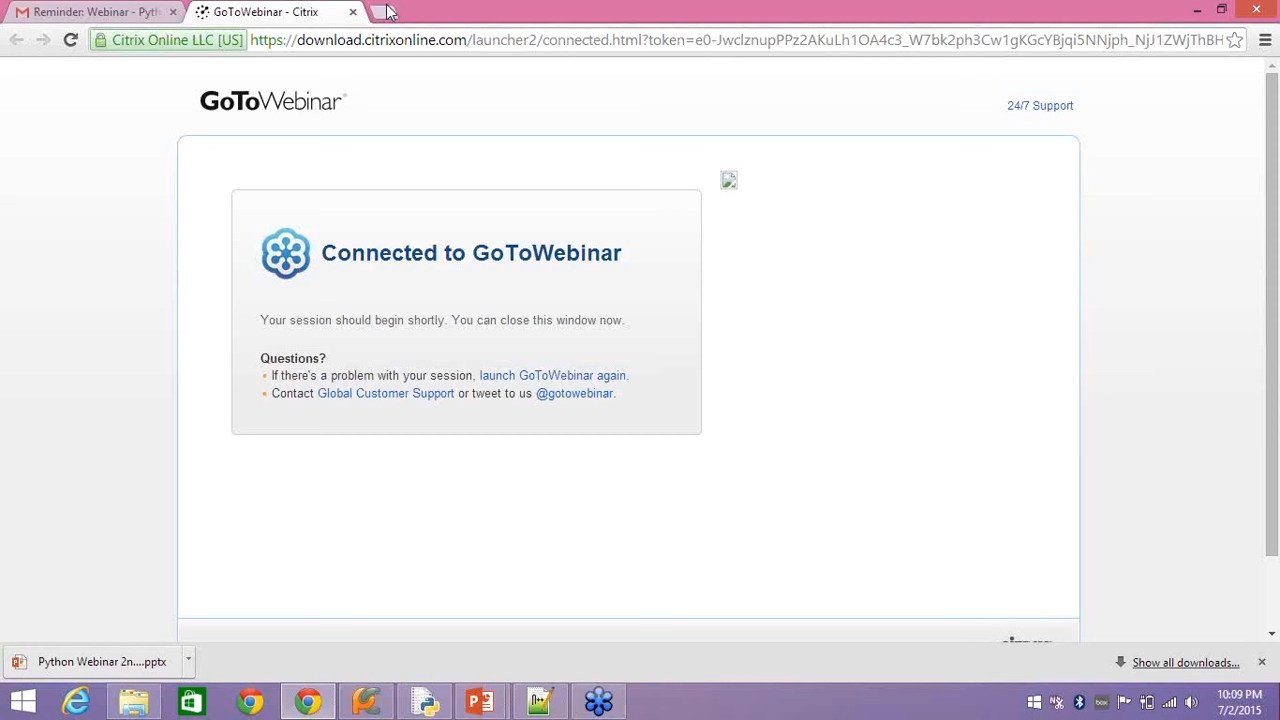 Reminder: Webinar - Pyth
GoToWebinar - Citrix
Citrix Online LLC [US]
https://download.citrixonline.com/launcher2/connected.html?token=e0-JwclznupPPz2AKuLh1OA4c3_W7bk2ph3Cw1gKGcYBjqi5NNjph_NjJ1ZWjThBH
GoToWebinar
24/7 Support
Connected to GoToWebinar
Your session should begin shortly. You can close this window now.
Questions?
If there's a problem with your session, launch GoToWebinar again.
Contact Global Customer Support or tweet to us @gotowebinar.
Python Webinar 2n....pptx
Show all downloads...
box
10:09 PM
7/2/2015